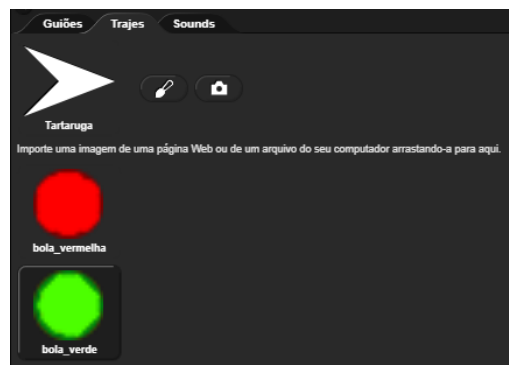 Guiões Trajes Sounds
Tartaruga
Importe uma imagem de uma página Web ou de um arquivo do seu computador arrastando-a para aqui.
bola_vermelha
bola_verde